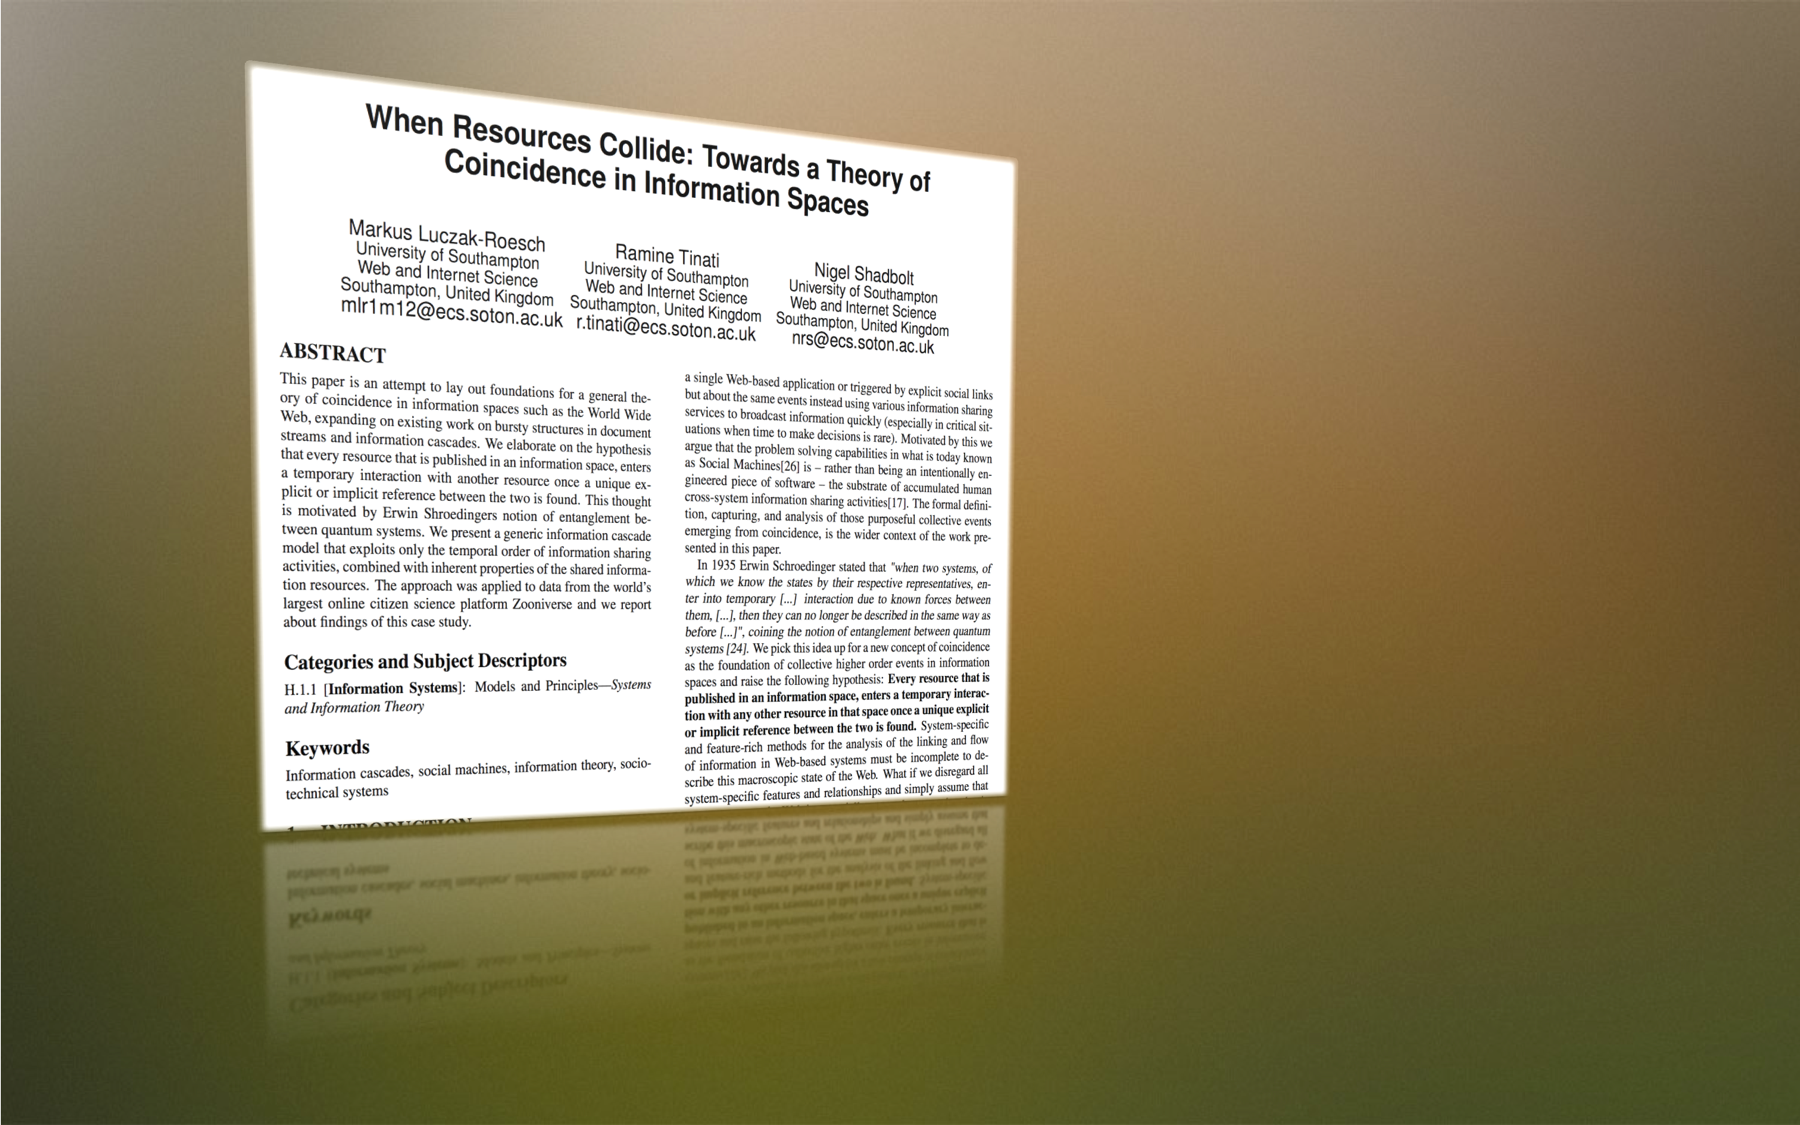 When Resources Collide: Towards a Theory of
Coincidence in Information Spaces
Markus Luczak-Roesch
University of Southampton
Web and Internet Science
Southampton, United Kingdom
mlr1m12@ecs.soton.ac.uk
Ramine Tinati
University of Southampton
Web and Internet Science
Southampton, United Kingdom
r.tinati@ecs.soton.ac.uk
Nigel Shadbolt
University of Southampton
Web and Internet Science
Southampton, United Kingdom
nrs@ecs.soton.ac.uk
ABSTRACT
This paper is an attempt to lay out foundations for a general the-
ory of coincidence in information spaces such as the World Wide
Web, expanding on existing work on bursty structures in document
streams and information cascades. We elaborate on the hypothesis
that every resource that is published in an information space, enters
a temporary interaction with another resource once a unique ex-
plicit or implicit reference between the two is found. This thought
is motivated by Erwin Shroedingers notion of entanglement be-
tween quantum systems. We present a generic information cascade
model that exploits only the temporal order of information sharing
activities, combined with inherent properties of the shared informa-
tion resources. The approach was applied to data from the world's
largest online citizen science platform Zooniverse and we report
about findings of this case study.
Categories and Subject Descriptors
H.1.1 [Information Systems]: Models and Principles—Systems
and Information Theory
Keywords
Information cascades, social machines, information theory, socio-
technical systems
1. INTRODUCTION
a single Web-based application or triggered by explicit social links
but about the same events instead using various information sharing
services to broadcast information quickly (especially in critical sit-
uations when time to make decisions is rare). Motivated by this we
argue that the problem solving capabilities in what is today known
as Social Machines[26] is – rather than being an intentionally en-
gineered piece of software – the substrate of accumulated human
cross-system information sharing activities[17]. The formal defini-
tion, capturing, and analysis of those purposeful collective events
emerging from coincidence, is the wider context of the work pre-
sented in this paper.
In 1935 Erwin Schroedinger stated that "when two systems, of
which we know the states by their respective representatives, en-
ter into temporary [...] interaction due to known forces between
them, [...], then they can no longer be described in the same way as
before [...]", coining the notion of entanglement between quantum
systems [24]. We pick this idea up for a new concept of coincidence
as the foundation of collective higher order events in information
spaces and raise the following hypothesis: Every resource that is
published in an information space, enters a temporary interac-
tion with any other resource in that space once a unique explicit
or implicit reference between the two is found. System-specific
and feature-rich methods for the analysis of the linking and flow
of information in Web-based systems must be incomplete to de-
scribe this macroscopic state of the Web. What if we disregard all
system-specific features and relationships and simply assume that